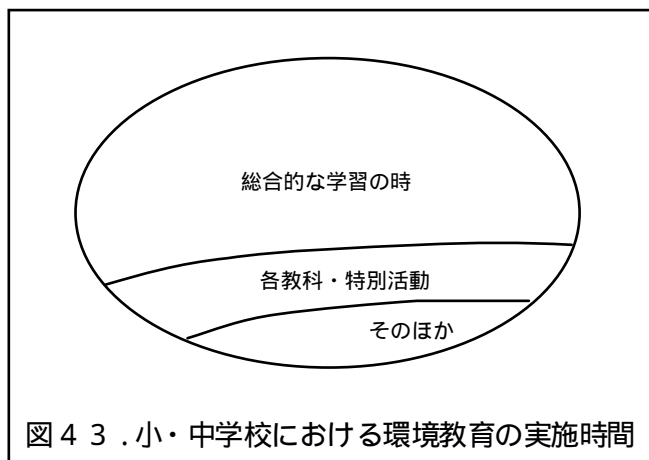 総合的な学習の時
各教科・特別活動
そのほか
図４３.小・中学校における環境教育の実施時間